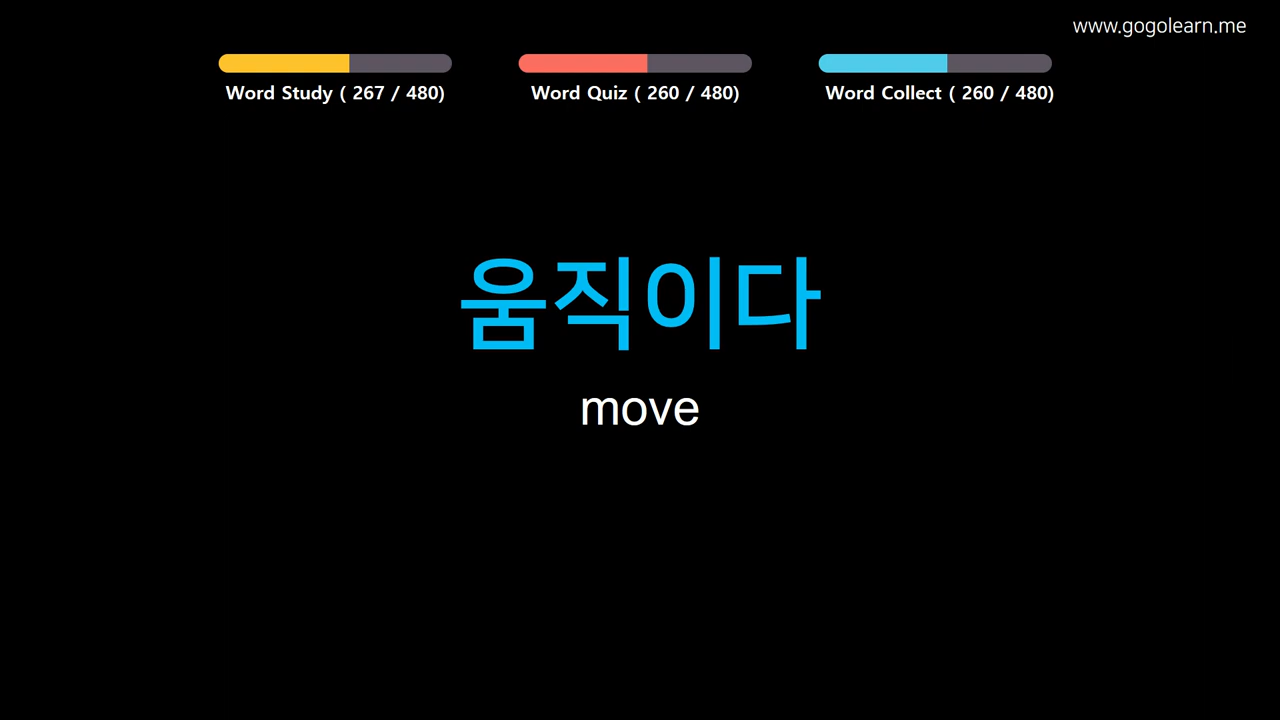 www.gogolearn.me
Word Study ( 267 / 480)
Word Quiz ( 260 / 480)
Word Collect ( 260 / 480)
움직이다
move